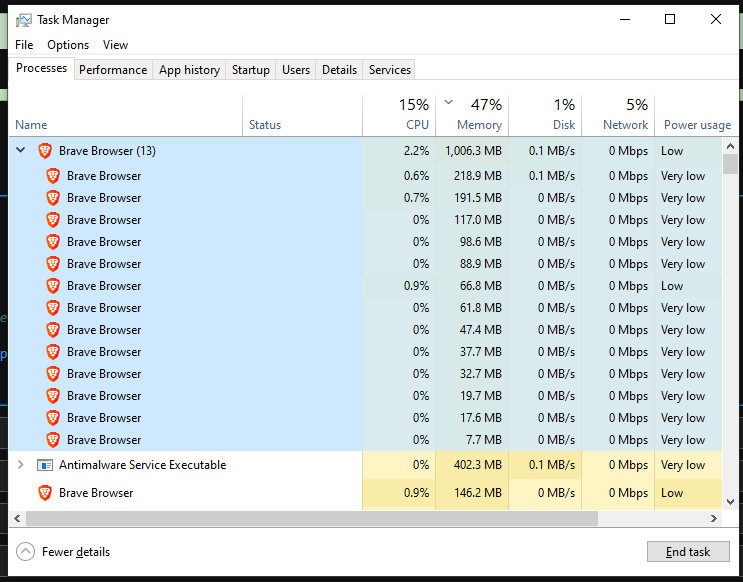 Task Manager
File Options View
Processes Performance App history Startup Users Details Services
15% 47% 1% 5%
Name Status CPU Memory Disk Network Power usage
Brave Browser (13) 2.2% 1,006.3 MB 0.1 MB/s 0 Mbps Low
Brave Browser 0.6% 218.9 MB 0.1 MB/s 0 Mbps Very low
Brave Browser 0.7% 191.5 MB 0 MB/s 0 Mbps Very low
Brave Browser 0% 117.0 MB 0 MB/s 0 Mbps Very low
Brave Browser 0% 98.6 MB 0 MB/s 0 Mbps Very low
Brave Browser 0% 88.9 MB 0 MB/s 0 Mbps Very low
Brave Browser 0.9% 66.8 MB 0 MB/s 0 Mbps Low
Brave Browser 0% 61.8 MB 0 MB/s 0 Mbps Very low
Brave Browser 0% 47.4 MB 0 MB/s 0 Mbps Very low
Brave Browser 0% 37.7 MB 0 MB/s 0 Mbps Very low
Brave Browser 0% 32.7 MB 0 MB/s 0 Mbps Very low
Brave Browser 0% 19.7 MB 0 MB/s 0 Mbps Very low
Brave Browser 0% 17.6 MB 0 MB/s 0 Mbps Very low
Brave Browser 0% 7.7 MB 0 MB/s 0 Mbps Very low
Antimalware Service Executable 0% 402.3 MB 0.1 MB/s 0 Mbps Very low
Brave Browser 0.9% 146.2 MB 0 MB/s 0 Mbps Low
Fewer details End task